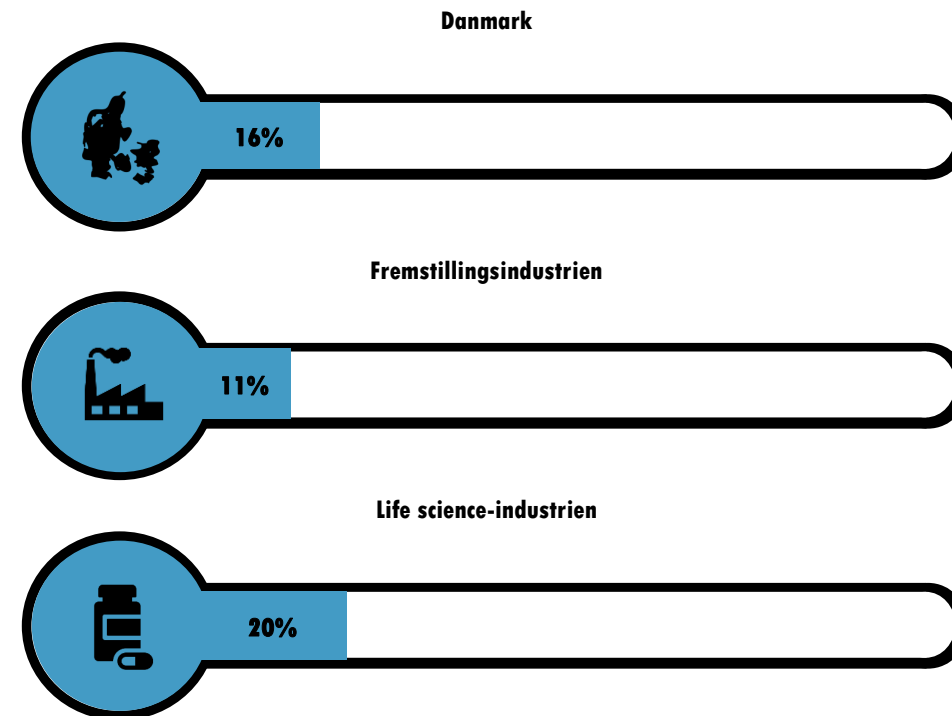 Danmark
16%
Fremstillingsindustrien
11%
Life science-industrien
20%